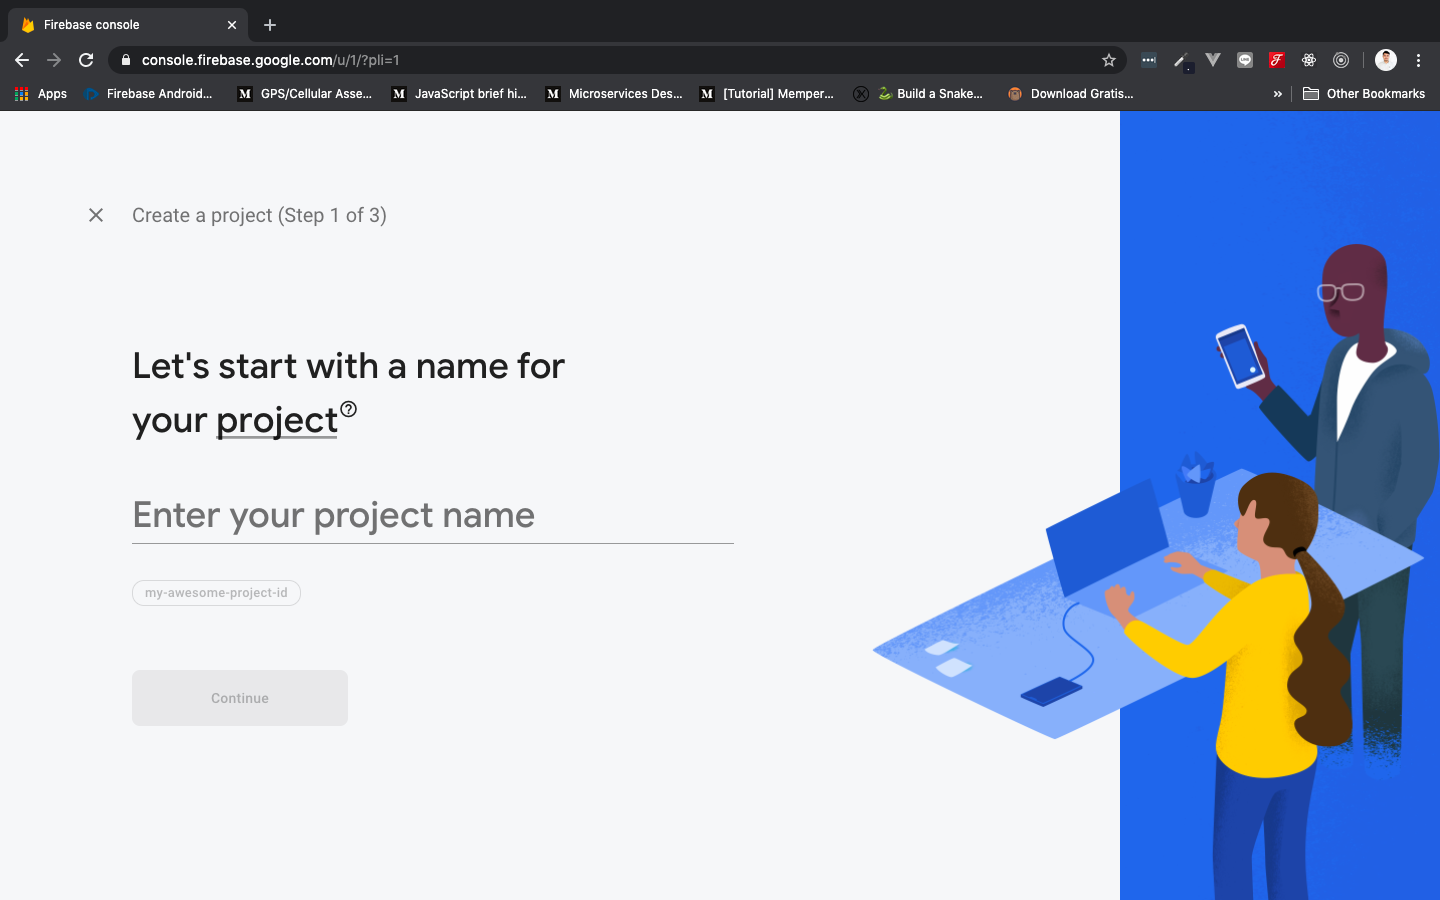 Firebase console
console.firebase.google.com/u/1/?pli=1
Apps
Firebase Android...
GPS/Cellular Asse...
JavaScript brief hi...
Microservices Des...
[Tutorial] Memper...
Build a Snake...
Download Gratis...
»
Other Bookmarks
Create a project (Step 1 of 3)
Let's start with a name for
your project
Enter your project name
my-awesome-project-id
Continue